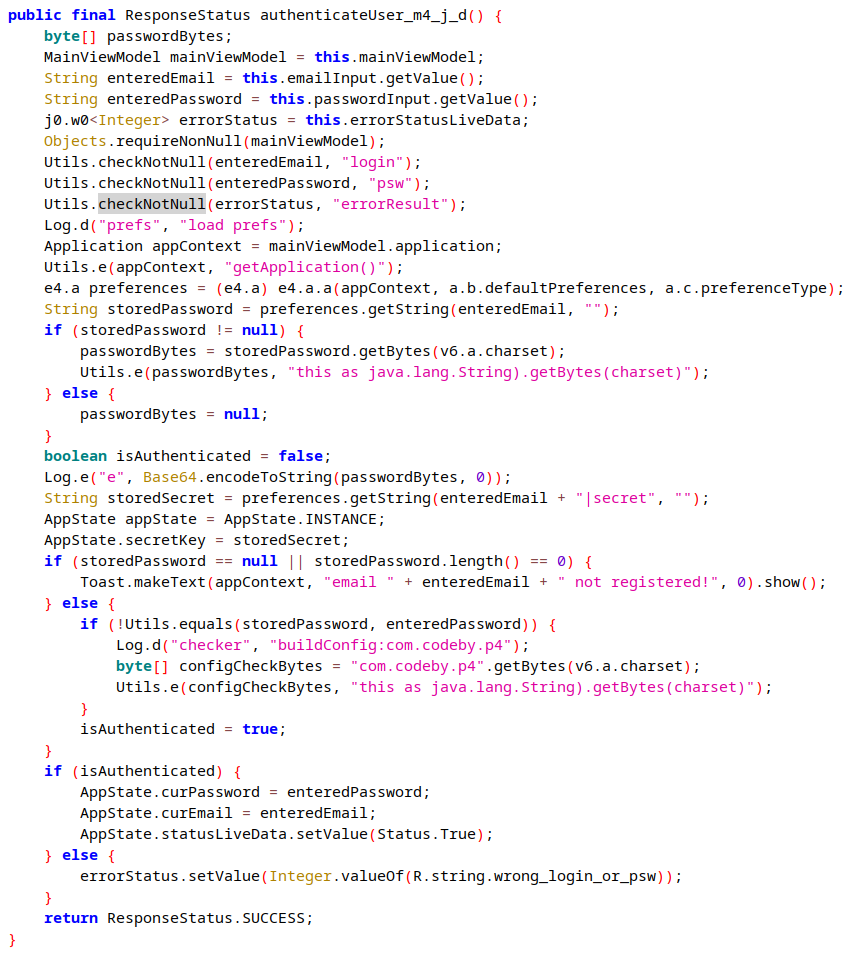 public final ResponseStatus authenticateUser_m4_j_d() {
    byte[] passwordBytes;
    MainViewModel mainViewModel = this.mainViewModel;
    String enteredEmail = this.emailInput.getValue();
    String enteredPassword = this.passwordInput.getValue();
    j0.w0<Integer> errorStatus = this.errorStatusLiveData;
    Objects.requireNonNull(mainViewModel);
    Utils.checkNotNull(enteredEmail, "login");
    Utils.checkNotNull(enteredPassword, "psw");
    Utils.checkNotNull(errorStatus, "errorResult");
    Log.d("prefs", "load prefs");
    Application appContext = mainViewModel.application;
    Utils.e(appContext, "getApplication()");
    e4.a preferences = (e4.a) e4.a.a(appContext, a.b.defaultPreferences, a.c.preferenceType);
    String storedPassword = preferences.getString(enteredEmail, "");
    if (storedPassword != null) {
        passwordBytes = storedPassword.getBytes(v6.a.charset);
        Utils.e(passwordBytes, "this as java.lang.String).getBytes(charset)");
    } else {
        passwordBytes = null;
    }
    boolean isAuthenticated = false;
    Log.e("e", Base64.encodeToString(passwordBytes, 0));
    String storedSecret = preferences.getString(enteredEmail + "|secret", "");
    AppState appState = AppState.INSTANCE;
    AppState.secretKey = storedSecret;
    if (storedPassword == null || storedPassword.length() == 0) {
        Toast.makeText(appContext, "email " + enteredEmail + " not registered!", 0).show();
    } else {
        if (!Utils.equals(storedPassword, enteredPassword)) {
            Log.d("checker", "buildConfig:com.codeby.p4");
            byte[] configCheckBytes = "com.codeby.p4".getBytes(v6.a.charset);
            Utils.e(configCheckBytes, "this as java.lang.String).getBytes(charset)");
        }
        isAuthenticated = true;
    }
    if (isAuthenticated) {
        AppState.curPassword = enteredPassword;
        AppState.curEmail = enteredEmail;
        AppState.statusLiveData.setValue(Status.True);
    } else {
        errorStatus.setValue(Integer.valueOf(R.string.wrong_login_or_psw));
    }
    return ResponseStatus.SUCCESS;
}